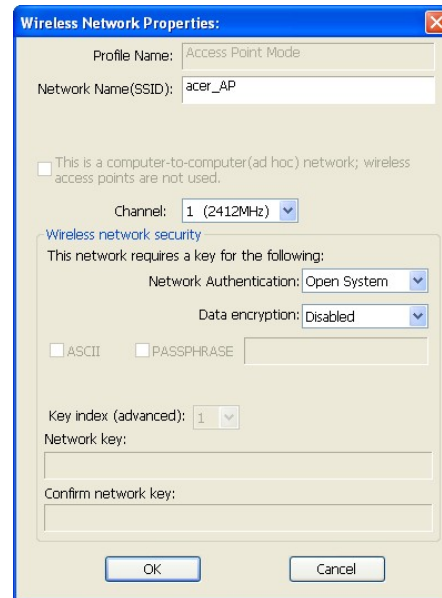 Wireless Network Properties:
Profile Name: Access Point Mode
Network Name(SSID): acer_AP
This is a computer-to-computer(ad hoc) network; wireless
access points are not used.
Channel: 1 (2412MHz)
Wireless network security
This network requires a key for the following:
Network Authentication: Open System
Data encryption: Disabled
ASCII PASSPHRASE
Key index (advanced): 1
Network key:
Confirm network key:
OK Cancel